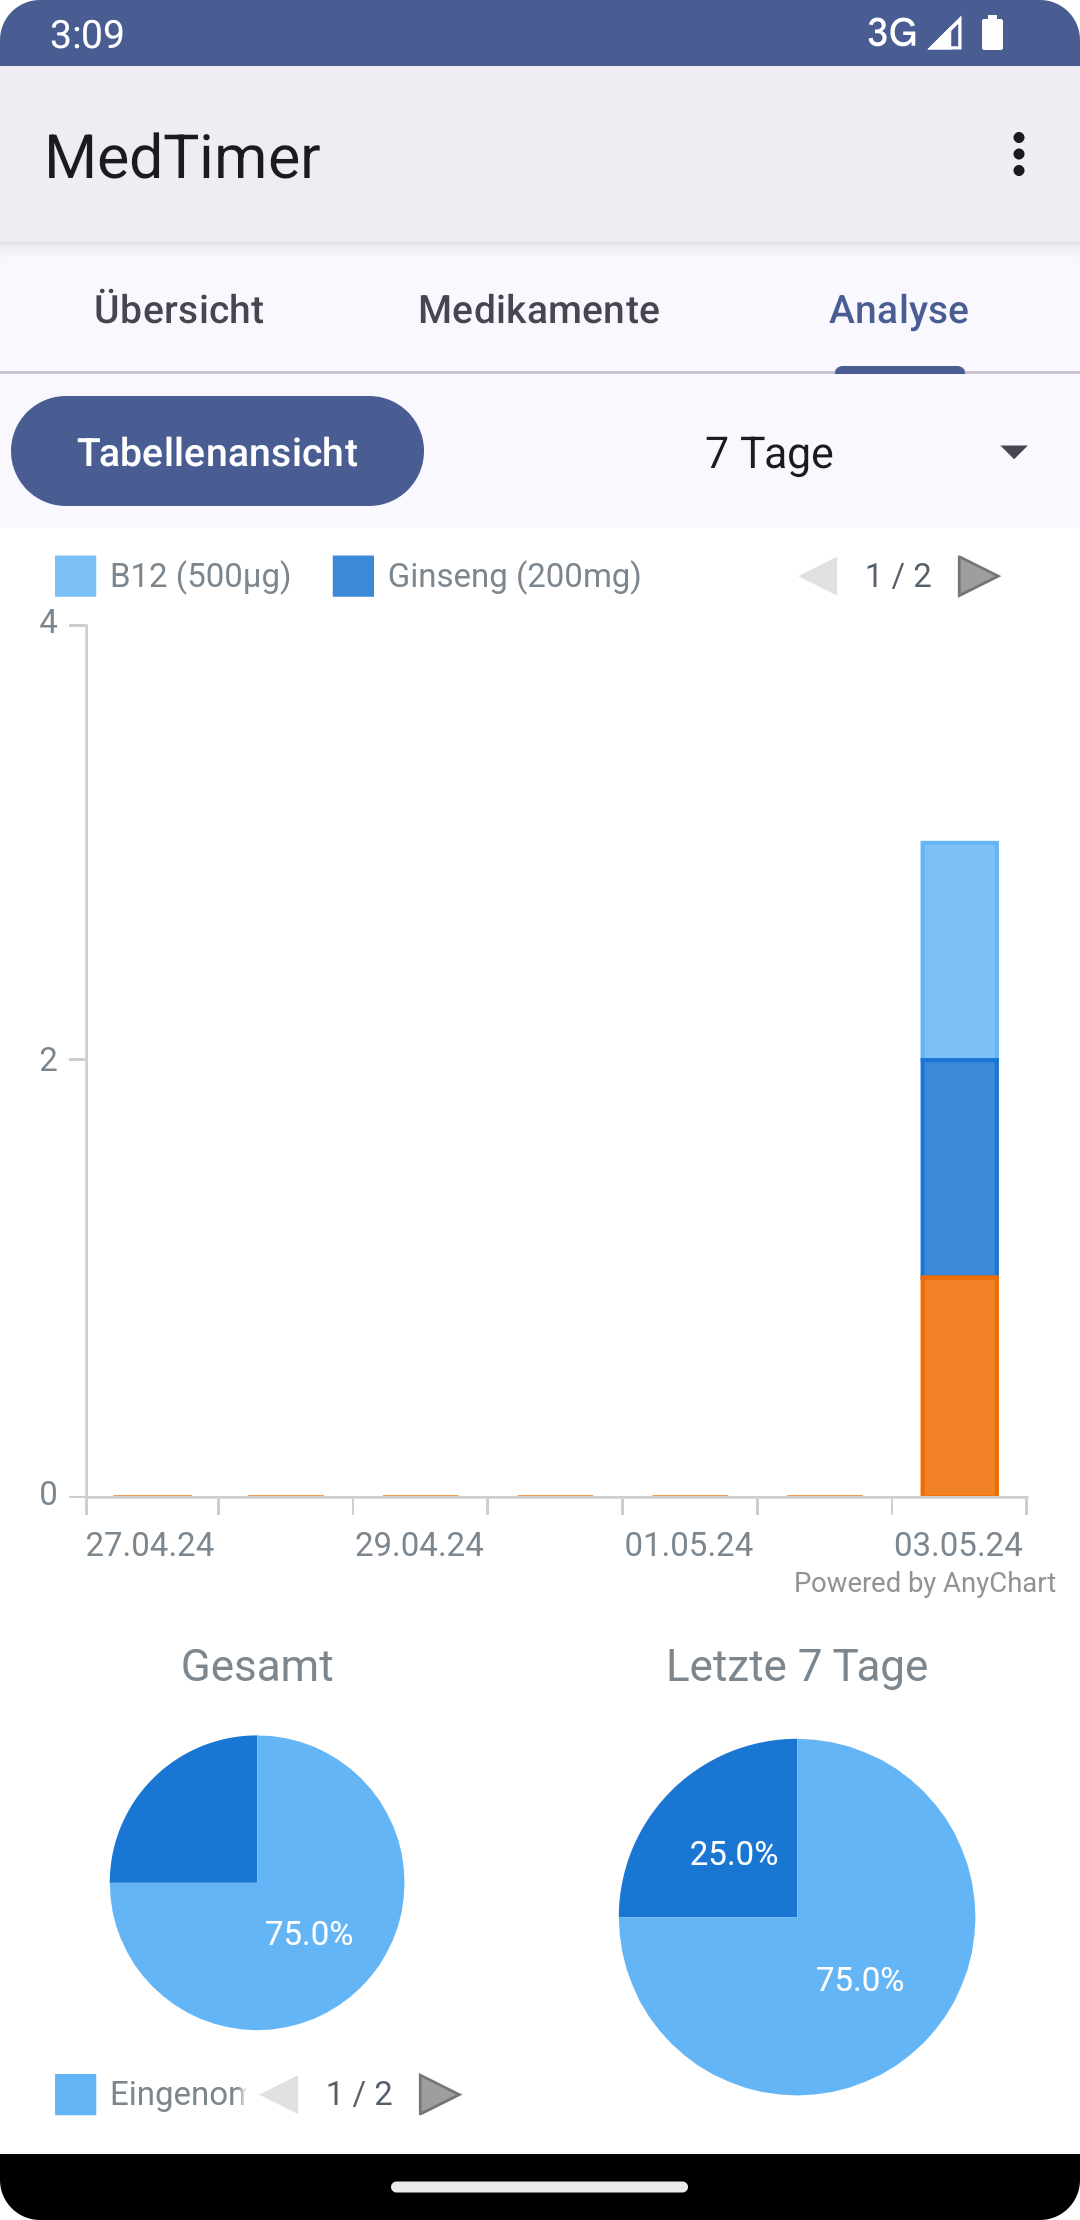 3:09 3G
MedTimer
Übersicht Medikamente Analyse
Tabellenansicht 7 Tage
B12 (500µg) Ginseng (200mg) 1 / 2
4
2
0
27.04.24 29.04.24 01.05.24 03.05.24
Powered by AnyChart
Gesamt Letzte 7 Tage
25.0%
75.0%
75.0%
1 / 2